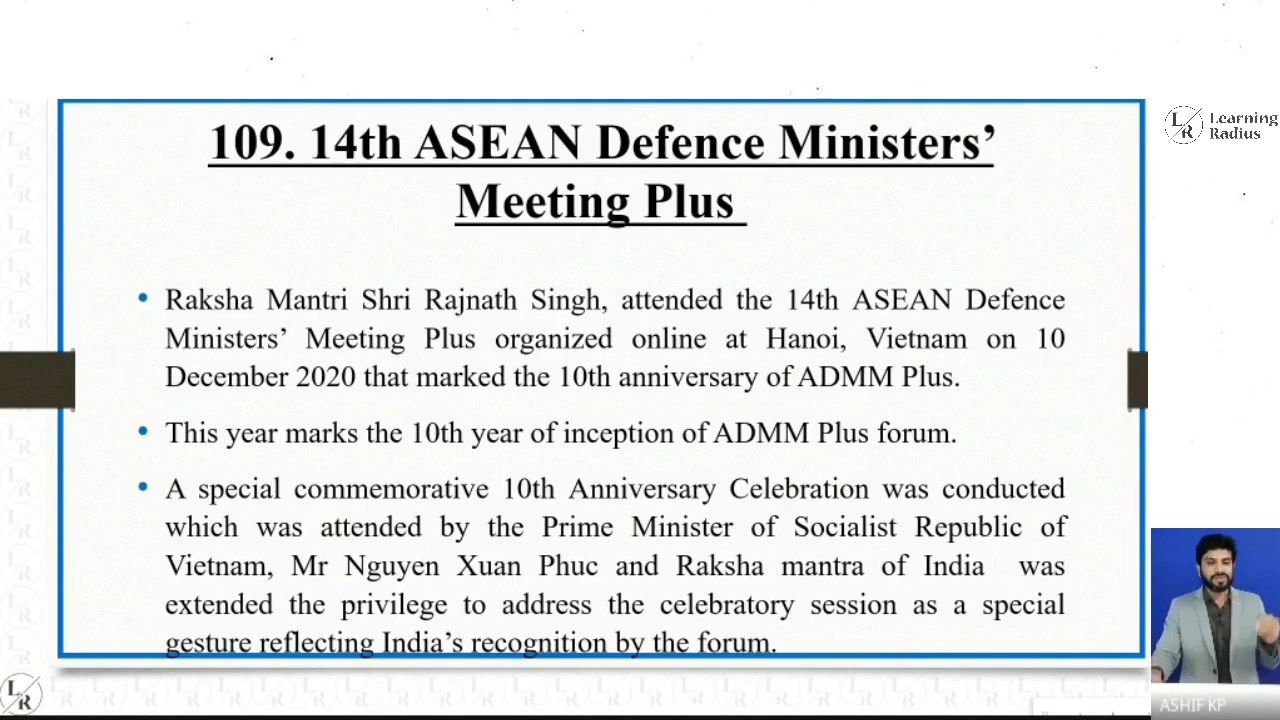 109. 14th ASEAN Defence Ministers’
Meeting Plus
L
R
Learning
Radius
• Raksha Mantri Shri Rajnath Singh, attended the 14th ASEAN Defence
Ministers’ Meeting Plus organized online at Hanoi, Vietnam on 10
December 2020 that marked the 10th anniversary of ADMM Plus.
• This year marks the 10th year of inception of ADMM Plus forum.
• A special commemorative 10th Anniversary Celebration was conducted
which was attended by the Prime Minister of Socialist Republic of
Vietnam, Mr Nguyen Xuan Phuc and Raksha mantra of India was
extended the privilege to address the celebratory session as a special
gesture reflecting India’s recognition by the forum.
L
R
ASHIF KP